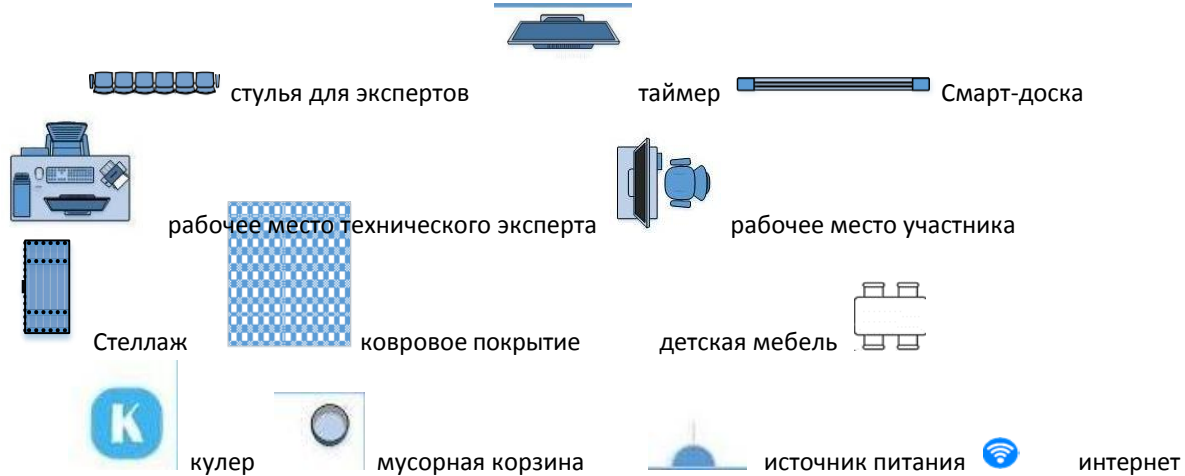 стулья для экспертов таймер Смарт-доска
рабочее место технического эксперта рабочее место участника
Стеллаж ковровое покрытие детская мебель
K кулер мусорная корзина источник питания интернет